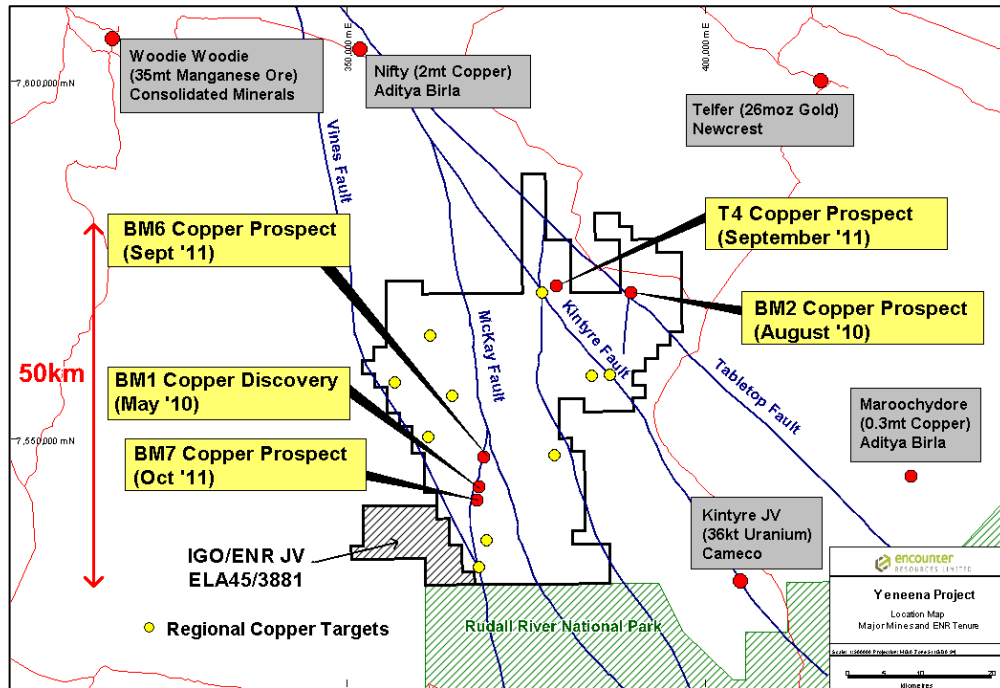 Woodie Woodie
(35mt Manganese Ore)
Consolidated Minerals
350,000 mE
400,000 mE
Nifty (2mt Copper)
Aditya Birla
Telfer (26moz Gold)
Newcrest
7,600,000 mN
Vines Fault
BM6 Copper Prospect
(Sept '11)
T4 Copper Prospect
(September '11)
BM2 Copper Prospect
(August '10)
McKay Fault
Kintyre Fault
Tabletop Fault
50km
BM1 Copper Discovery
(May '10)
Maroochydore
(0.3mt Copper)
Aditya Birla
7,550,000 mN
BM7 Copper Prospect
(Oct '11)
Kintyre JV
(36kt Uranium)
Cameco
IGO/ENR JV
ELA45/3881
Regional Copper Targets
Rudall River National Park
encounter
RESOURCES LIMITED
Yeneena Project
Location Map
Major Mines and ENR Tenure
0 10 20
kilometres